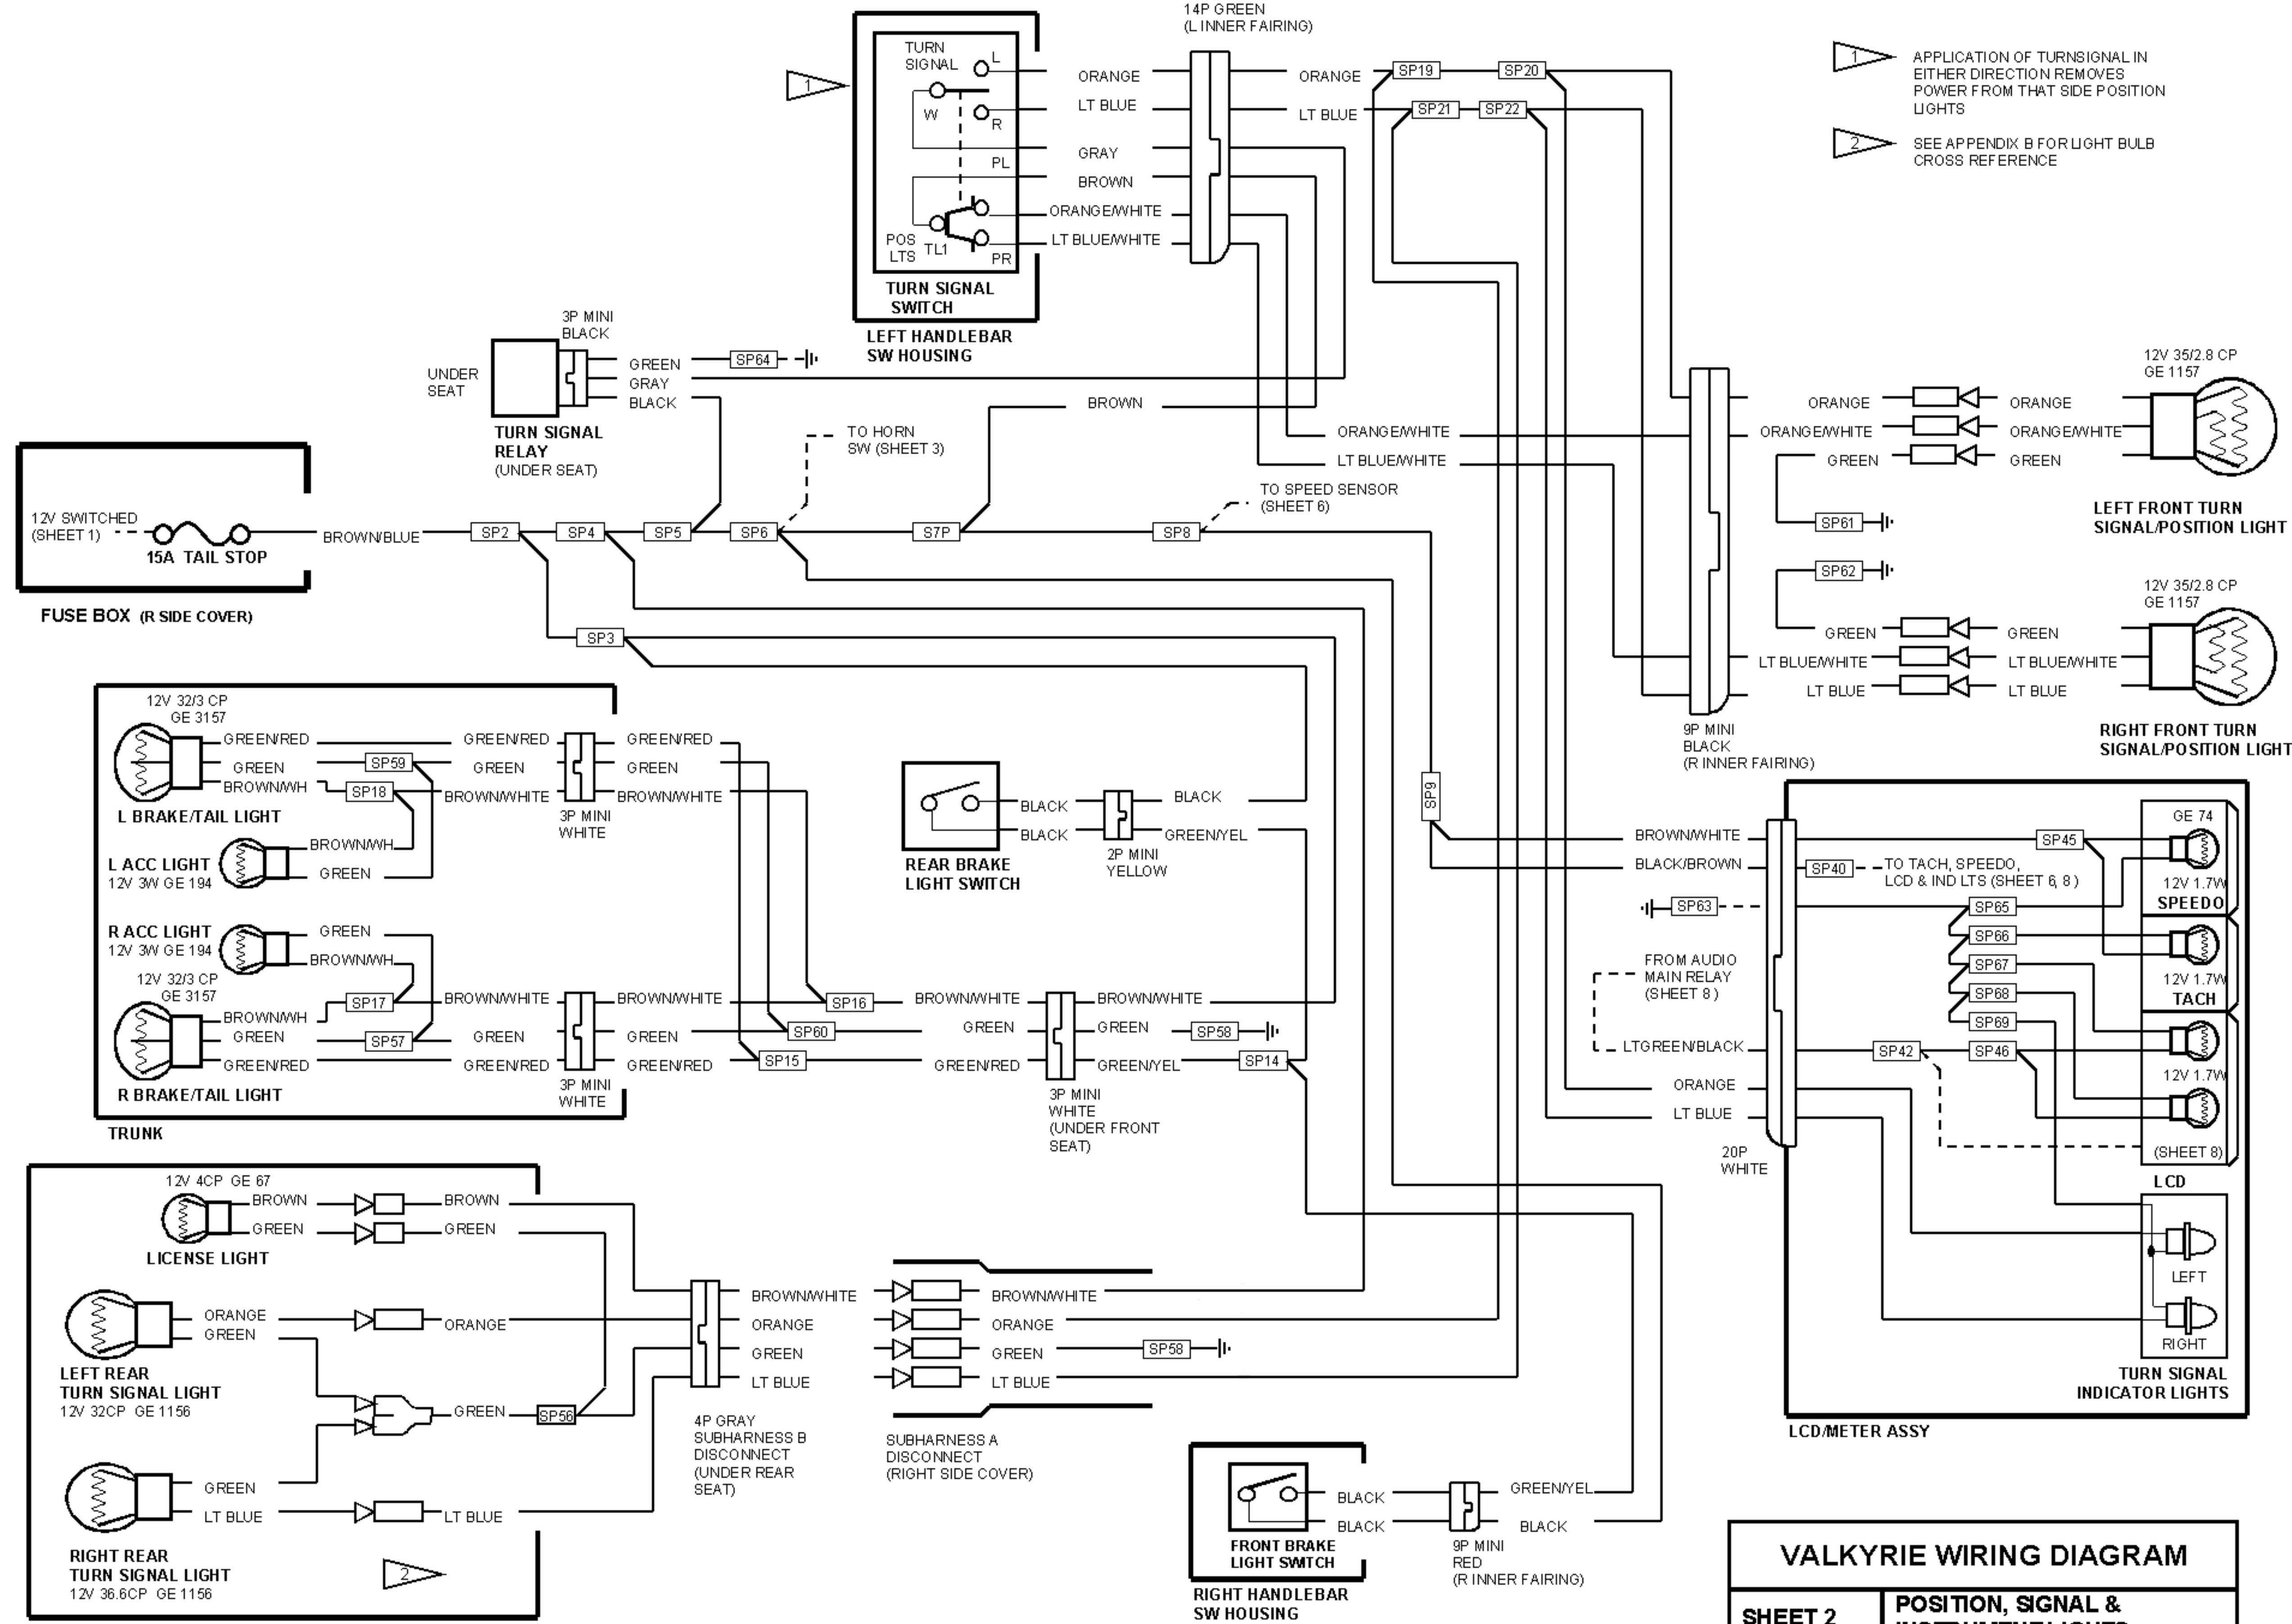 14P GREEN
(L INNER FAIRING)
TURN
SIGNAL
L
W
R
PL
POS
LTS
TL1
PR
TURN SIGNAL
SWITCH
LEFT HANDLEBAR
SW HOUSING
1
ORANGE
LT BLUE
GRAY
BROWN
ORANGE/WHITE
LT BLUE/WHITE
ORANGE
LT BLUE
SP19
SP20
SP21
SP22
1
APPLICATION OF TURNSIGNAL IN
EITHER DIRECTION REMOVES
POWER FROM THAT SIDE POSITION
LIGHTS
2
SEE APPENDIX B FOR LIGHT BULB
CROSS REFERENCE
3P MINI
BLACK
UNDER
SEAT
GREEN
GRAY
BLACK
SP64
TURN SIGNAL
RELAY
(UNDER SEAT)
BROWN
TO HORN
SW (SHEET 3)
ORANGE/WHITE
LT BLUE/WHITE
TO SPEED SENSOR
(SHEET 6)
12V SWITCHED
(SHEET 1)
15A TAIL STOP
BROWN/BLUE
SP2
SP4
SP5
SP6
S7P
SP8
FUSE BOX (R SIDE COVER)
SP3
12V 35/2.8 CP
GE 1157
ORANGE
ORANGE/WHITE
GREEN
ORANGE
ORANGE/WHITE
GREEN
SP61
LEFT FRONT TURN
SIGNAL/POSITION LIGHT
SP62
12V 35/2.8 CP
GE 1157
GREEN
LT BLUE/WHITE
LT BLUE
GREEN
LT BLUE/WHITE
LT BLUE
RIGHT FRONT TURN
SIGNAL/POSITION LIGHT
9P MINI
BLACK
(R INNER FAIRING)
12V 32/3 CP
GE 3157
GREEN/RED
GREEN
BROWN/WH
SP59
SP18
GREEN/RED
GREEN
BROWN/WHITE
GREEN/RED
GREEN
BROWN/WHITE
3P MINI
WHITE
L BRAKE/TAIL LIGHT
L ACC LIGHT
12V 3W GE 194
BROWN/WH
GREEN
R ACC LIGHT
12V 3W GE 194
GREEN
BROWN/WH
12V 32/3 CP
GE 3157
BROWN/WH
GREEN
GREEN/RED
SP17
SP57
BROWN/WHITE
GREEN
GREEN/RED
3P MINI
WHITE
R BRAKE/TAIL LIGHT
TRUNK
BROWN/WHITE
GREEN
GREEN/RED
SP16
SP60
SP15
BROWN/WHITE
GREEN
GREEN/RED
BROWN/WHITE
GREEN
GREEN/YEL
SP58
SP14
3P MINI
WHITE
(UNDER FRONT
SEAT)
REAR BRAKE
LIGHT SWITCH
BLACK
BLACK
BLACK
GREEN/YEL
2P MINI
YELLOW
SP9
BROWN/WHITE
BLACK/BROWN
SP63
FROM AUDIO
MAIN RELAY
(SHEET 8 )
LTGREEN/BLACK
ORANGE
LT BLUE
20P
WHITE
SP45
SP40
TO TACH, SPEEDO,
LCD & IND LTS (SHEET 6, 8 )
SP65
SP66
SP67
SP68
SP69
SP42
SP46
GE 74
12V 1.7W
SPEEDO
12V 1.7W
TACH
12V 1.7W
(SHEET 8)
LCD
LEFT
RIGHT
TURN SIGNAL
INDICATOR LIGHTS
LCD/METER ASSY
12V 4CP GE 67
BROWN
GREEN
BROWN
GREEN
LICENSE LIGHT
ORANGE
GREEN
ORANGE
LEFT REAR
TURN SIGNAL LIGHT
12V 32CP GE 1156
GREEN
SP56
GREEN
LT BLUE
LT BLUE
RIGHT REAR
TURN SIGNAL LIGHT
12V 36.6CP GE 1156
2
BROWN/WHITE
ORANGE
GREEN
LT BLUE
4P GRAY
SUBHARNESS B
DISCONNECT
(UNDER REAR
SEAT)
BROWN/WHITE
ORANGE
GREEN
LT BLUE
SP58
SUBHARNESS A
DISCONNECT
(RIGHT SIDE COVER)
BLACK
BLACK
GREEN/YEL
BLACK
FRONT BRAKE
LIGHT SWITCH
9P MINI
RED
(R INNER FAIRING)
RIGHT HANDLEBAR
SW HOUSING
VALKYRIE WIRING DIAGRAM
SHEET 2
POSITION, SIGNAL &